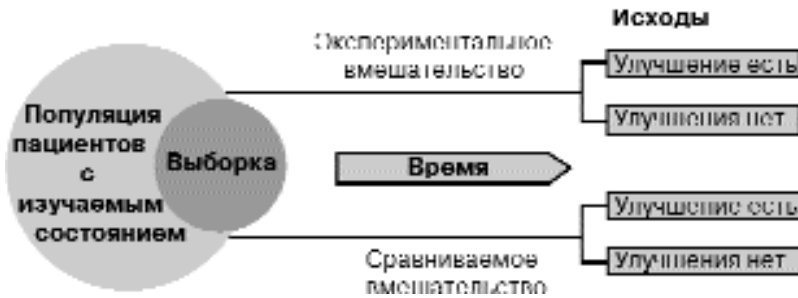 Исходы
Экспериментальное
вмешательство
Улучшение есть
Улучшения нет
Популяция
пациентов
с
изучаемым
состоянием
Выборка
Время
Улучшение есть
Улучшения нет
Сравниваемое
вмешательство